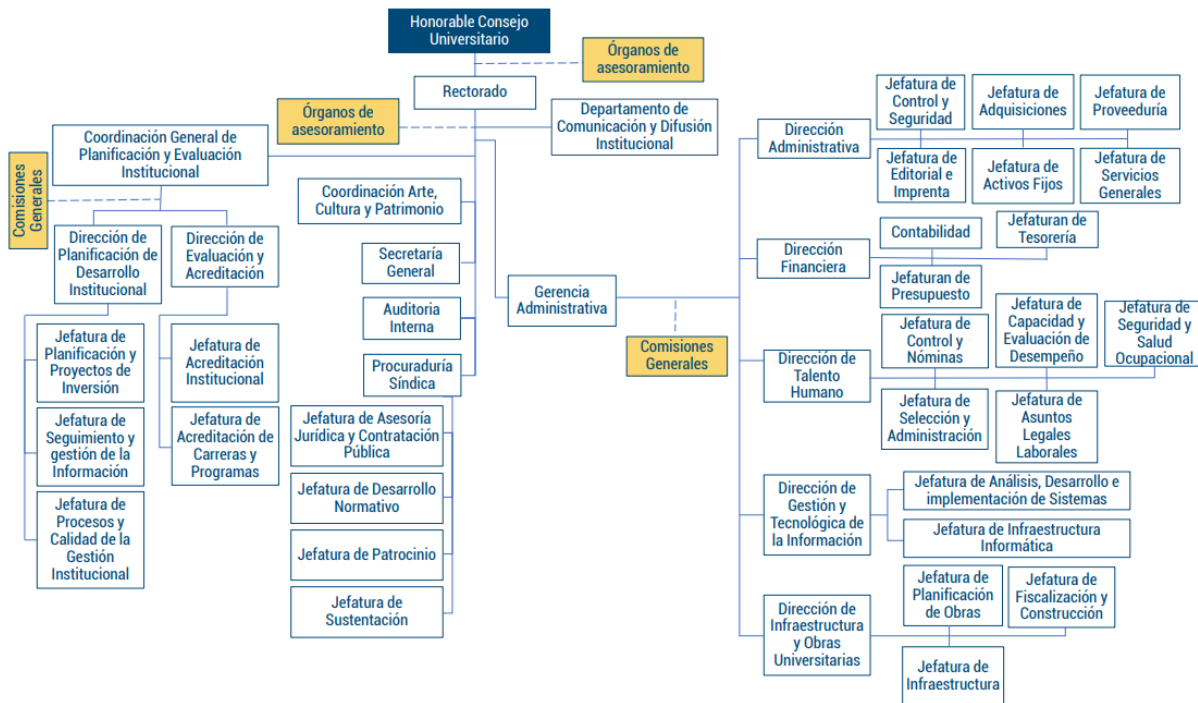 Honorable Consejo
Universitario
Órganos de
asesoramiento
Rectorado
Órganos de
asesoramiento
Departamento de
Comunicación y Difusión
Institucional
Coordinación General de
Planificación y Evaluación
Institucional
Comisiones
Generales
Dirección de
Planificación de
Desarrollo
Institucional
Dirección de
Evaluación y
Acreditación
Jefatura de
Planificación y
Proyectos de
Inversión
Jefatura de
Seguimiento y
gestión de la
Información
Jefatura de
Procesos y
Calidad de la
Gestión
Institucional
Jefatura de
Acreditación
Institucional
Jefatura de
Acreditación de
Carreras y
Programas
Coordinación Arte,
Cultura y Patrimonio
Secretaría
General
Auditoria
Interna
Procuraduría
Síndica
Jefatura de Asesoría
Jurídica y Contratación
Pública
Jefatura de Desarrollo
Normativo
Jefatura de Patrocinio
Jefatura de
Sustentación
Gerencia
Administrativa
Comisiones
Generales
Dirección
Administrativa
Jefatura de
Control y
Seguridad
Jefatura de
Adquisiciones
Jefatura de
Proveeduría
Jefatura de
Editorial e
Imprenta
Jefatura de
Activos Fijos
Jefatura de
Servicios
Generales
Dirección
Financiera
Contabilidad
Jefaturan de
Tesorería
Jefaturan de
Presupuesto
Dirección de
Talento
Humano
Jefatura de
Control y
Nóminas
Jefatura de
Capacidad y
Evaluación de
Desempeño
Jefatura de
Seguridad y
Salud
Ocupacional
Jefatura de
Selección y
Administración
Jefatura de
Asuntos
Legales
Laborales
Dirección de
Gestión y
Tecnológica de
la Información
Jefatura de Análisis, Desarrollo e
implementación de Sistemas
Jefatura de Infraestructura
Informática
Dirección de
Infraestructura
y Obras
Universitarias
Jefatura de
Planificación
de Obras
Jefatura de
Fiscalización y
Construcción
Jefatura de
Infraestructura